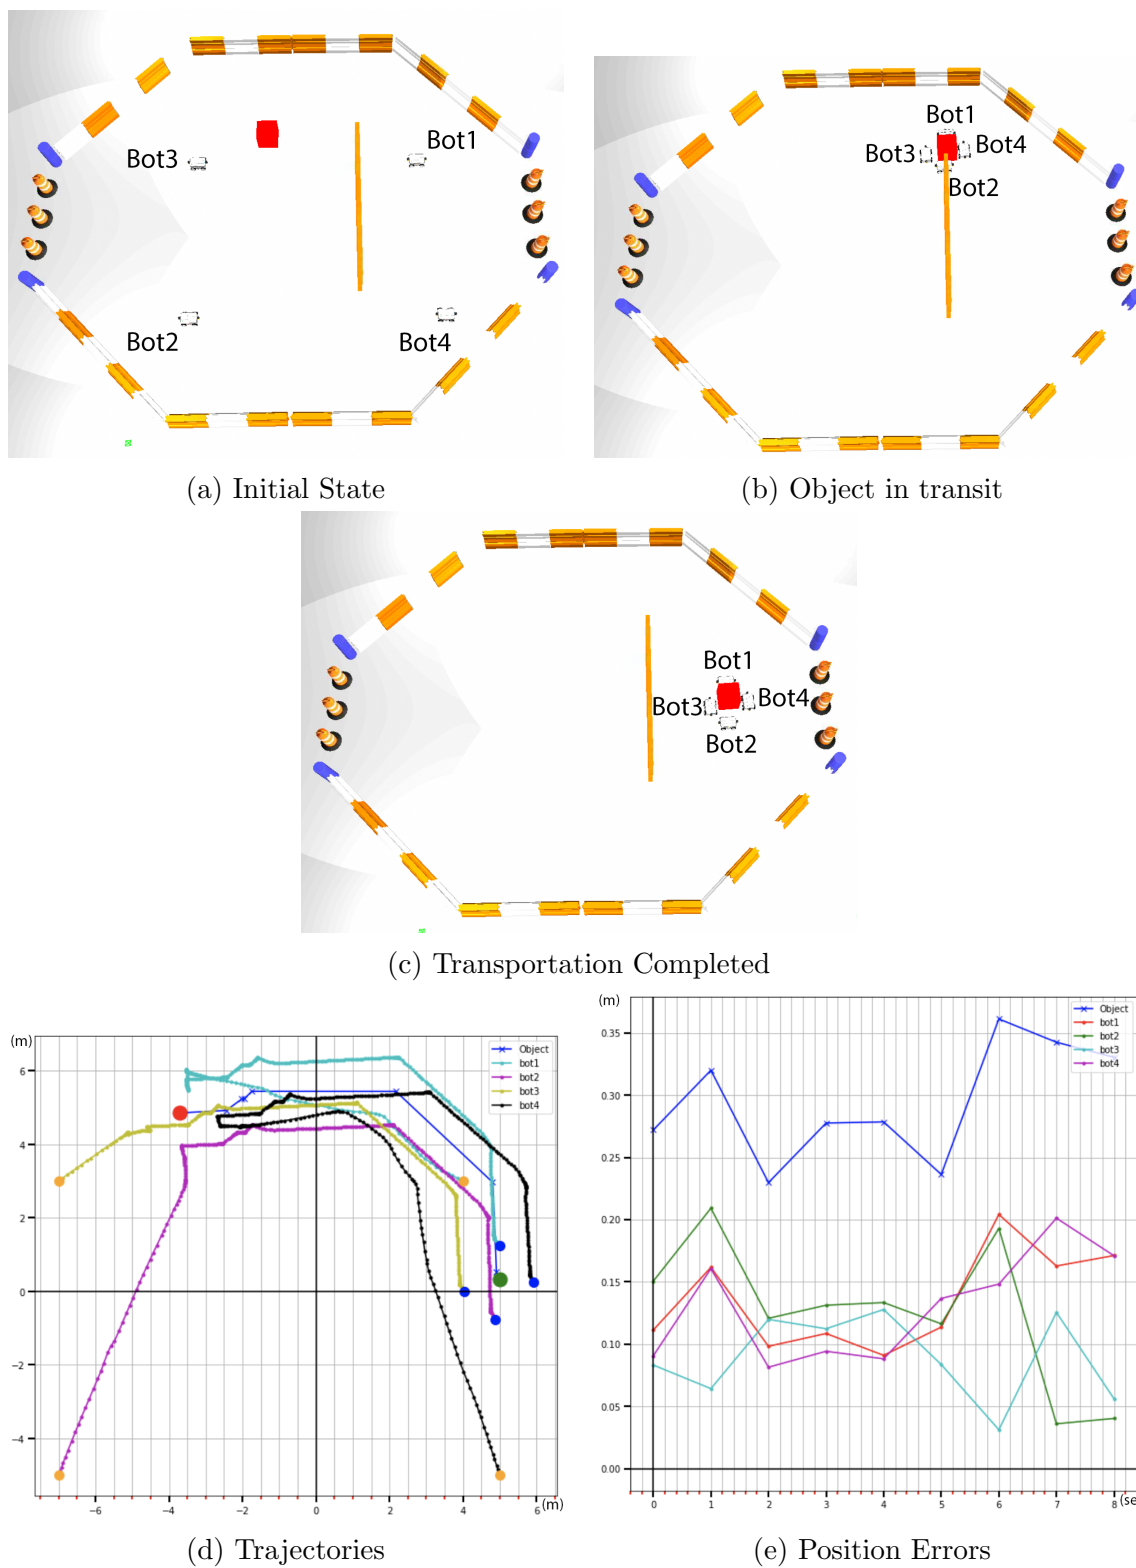 Bot3
Bot1
Bot2
Bot4
(a) Initial State
Bot1
Bot3
Bot4
Bot2
(b) Object in transit
Bot1
Bot3
Bot4
Bot2
(c) Transportation Completed
(m)
Object
bot1
bot2
bot3
bot4
6
4
2
0
−2
−4
−6
−4
−2
0
2
4
6
(m)
(d) Trajectories
(m)
Object
bot1
bot2
bot3
bot4
0.35
0.30
0.25
0.20
0.15
0.10
0.05
0.00
0
1
2
3
4
5
6
7
8
(se
(e) Position Errors